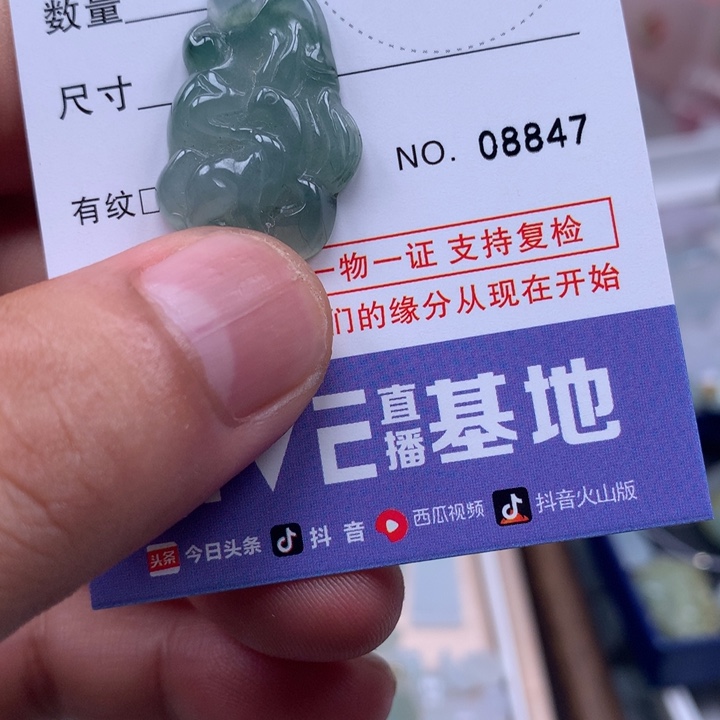 数量
尺寸
NO. 08847
有纹□
一物一证 支持复检
们的缘分从现在开始
VE 直播 基地
头条 今日头条 抖音 西瓜视频 抖音火山版